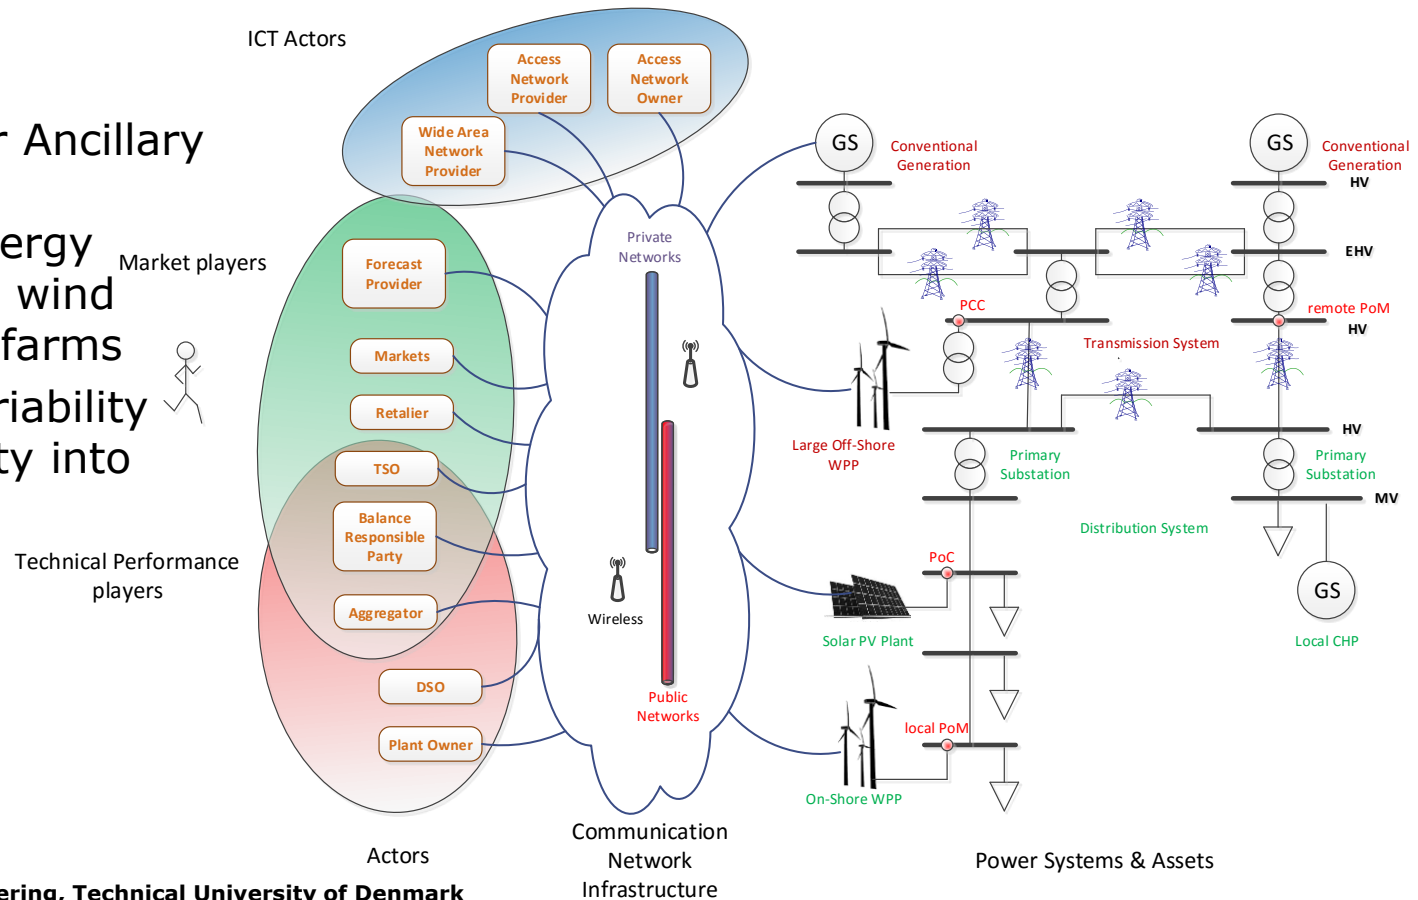 ICT Actors
Access
Network
Provider
Access
Network
Owner
Wide Area
Network
Provider
r Ancillary
ergy
wind
farms
riability
ty into
Market players
Forecast
Provider
Markets
Retalier
TSO
Balance
Responsible
Party
Aggregator
DSO
Plant Owner
Technical Performance
players
Actors
Private
Networks
Wireless
Public
Networks
Communication
Network
Infrastructure
GS
Conventional
Generation
GS
Conventional
Generation
HV
EHV
PCC
remote PoM
HV
Transmission System
Large Off-Shore
WPP
HV
Primary
Substation
Primary
Substation
MV
Distribution System
PoC
Solar PV Plant
GS
Local CHP
local PoM
On-Shore WPP
Power Systems & Assets
ering, Technical University of Denmark